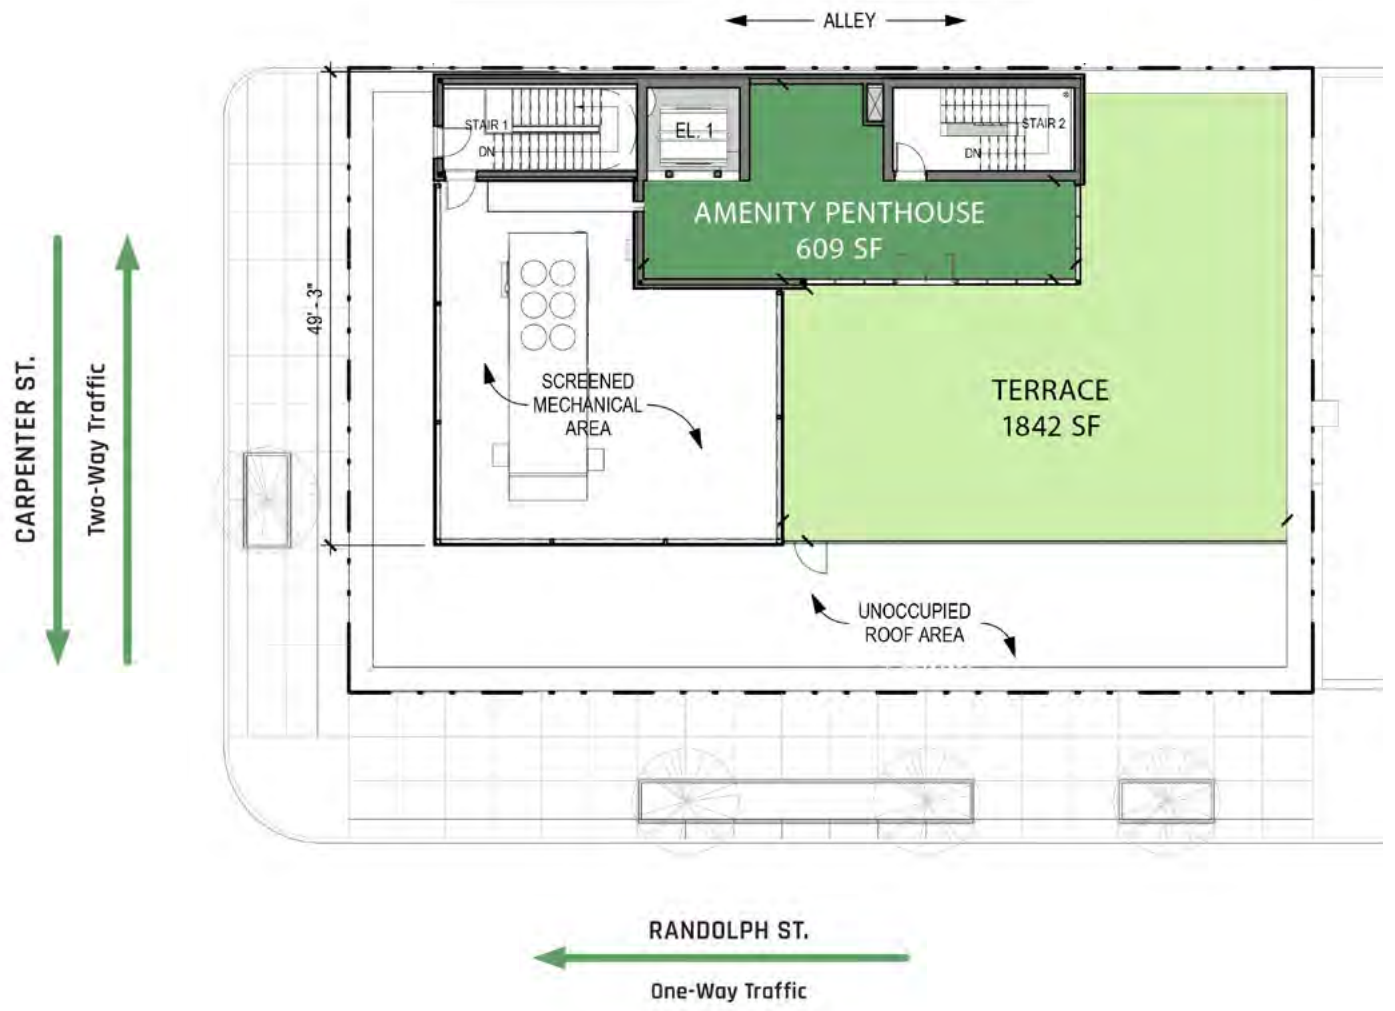 ALLEY
STAIR 1
DN
EL. 1
STAIR 2
DN
AMENITY PENTHOUSE
609 SF
49' - 3"
CARPENTER ST.
Two-Way Traffic
SCREENED
MECHANICAL
AREA
TERRACE
1842 SF
UNOCCUPIED
ROOF AREA
RANDOLPH ST.
One-Way Traffic